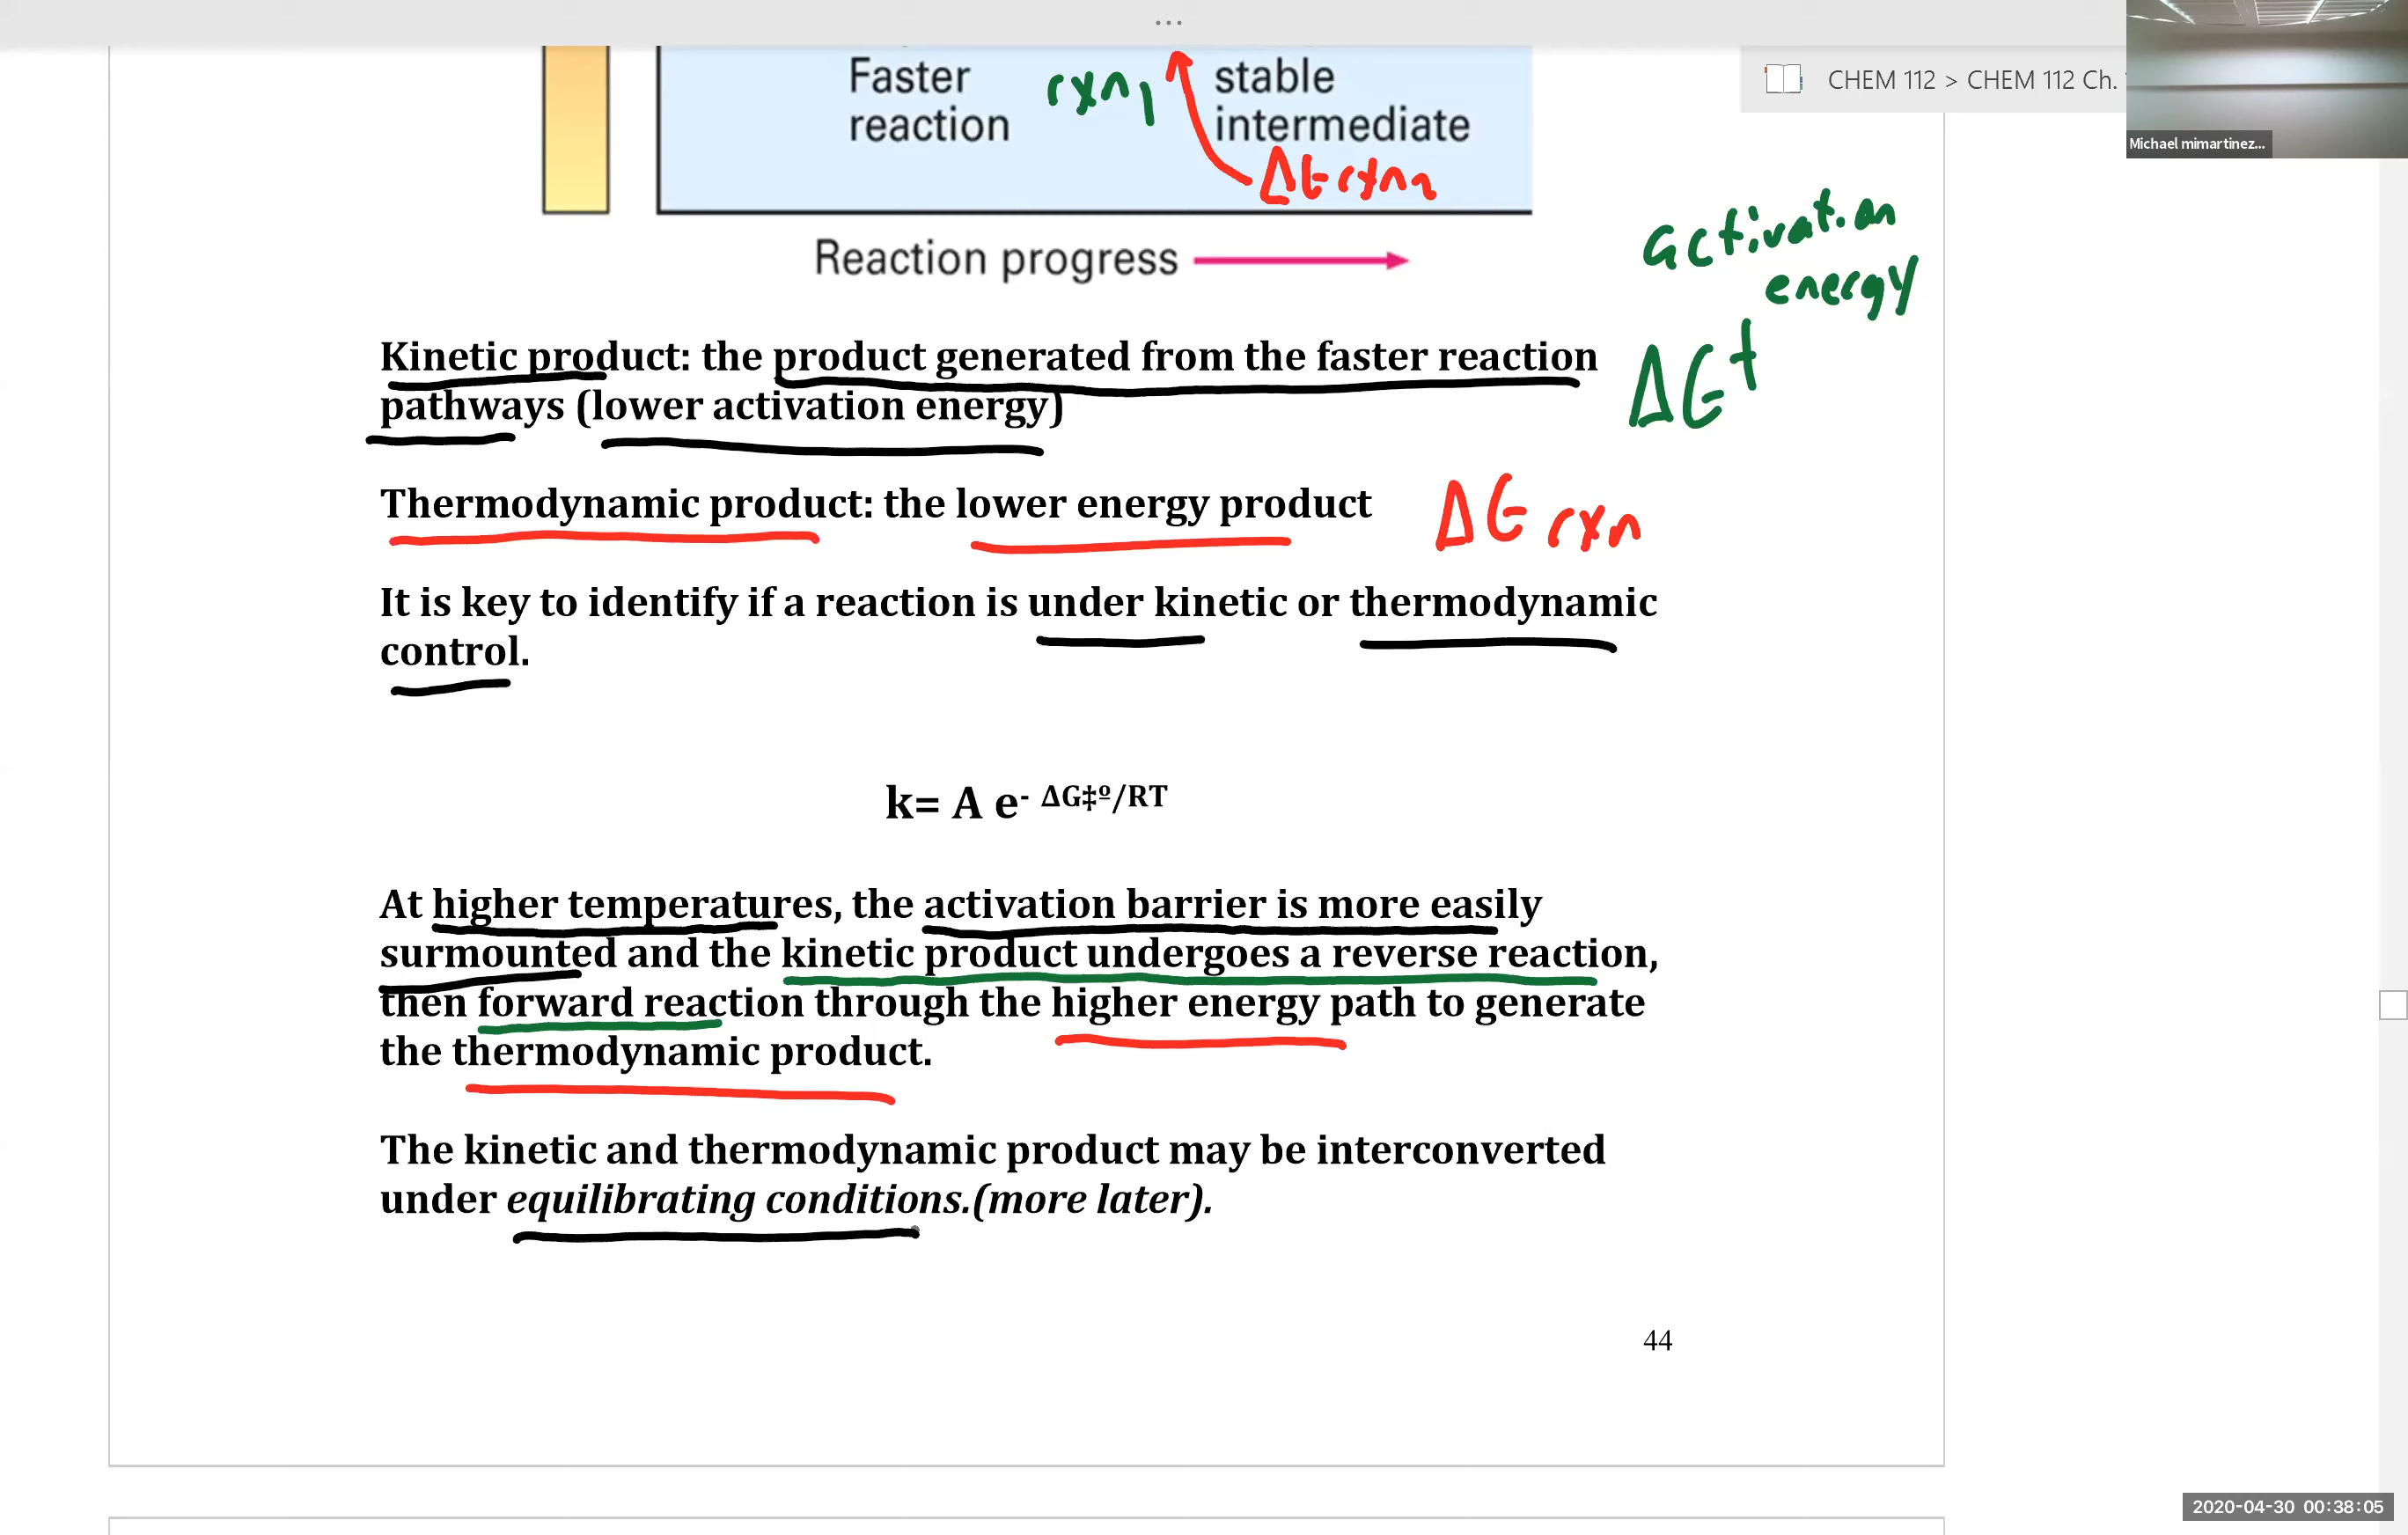 ...
Faster
reaction
rxn1
stable
intermediate
ΔG rxn2
Reaction progress
CHEM 112 > CHEM 112 Ch.
Michael mimartinez...
activation
energy
Kinetic product: the product generated from the faster reaction
pathways (lower activation energy)
ΔG‡
Thermodynamic product: the lower energy product
ΔG rxn
It is key to identify if a reaction is under kinetic or thermodynamic
control.
k= A e- ΔG‡º/RT
At higher temperatures, the activation barrier is more easily
surmounted and the kinetic product undergoes a reverse reaction,
then forward reaction through the higher energy path to generate
the thermodynamic product.
The kinetic and thermodynamic product may be interconverted
under equilibrating conditions.(more later).
44
2020-04-30 00:38:05